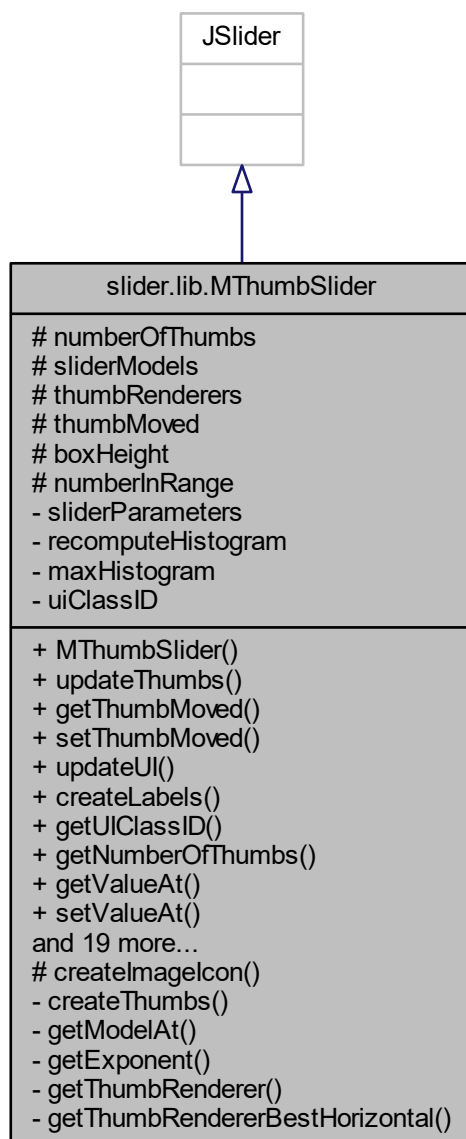 JSlider
slider.lib.MThumbSlider
# numberOfThumbs
# sliderModels
# thumbRenderers
# thumbMoved
# boxHeight
# numberInRange
- sliderParameters
- recomputeHistogram
- maxHistogram
- uiClassID
+ MThumbSlider()
+ updateThumbs()
+ getThumbMoved()
+ setThumbMoved()
+ updateUI()
+ createLabels()
+ getUIClassID()
+ getNumberOfThumbs()
+ getValueAt()
+ setValueAt()
and 19 more...
# createImageIcon()
- createThumbs()
- getModelAt()
- getExponent()
- getThumbRenderer()
- getThumbRendererBestHorizontal()